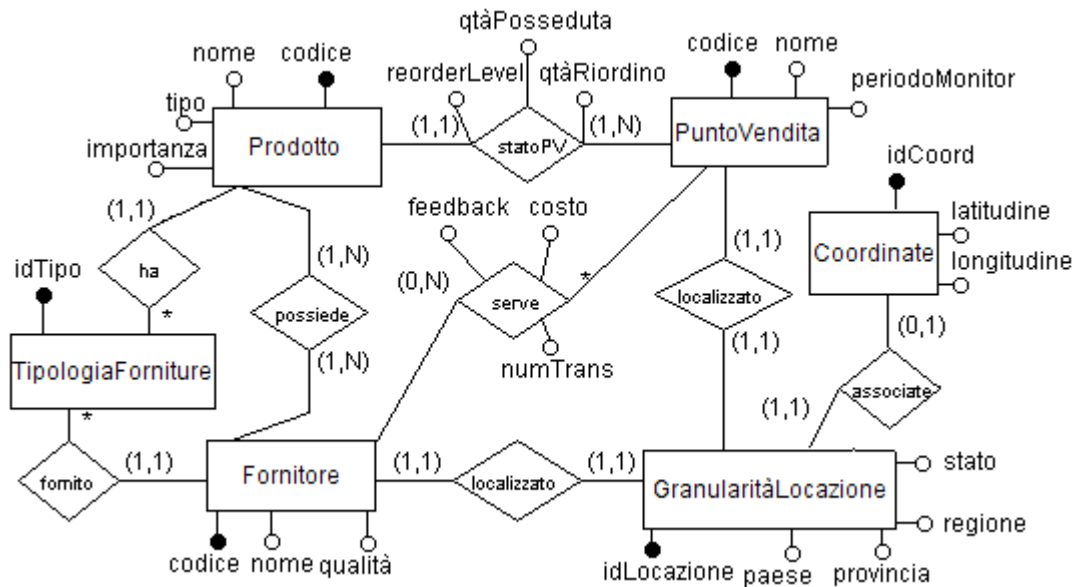 qtàPosseduta
nome codice reorderLevel qtàRiordino codice nome
tipo periodoMonitor
importanza Prodotto (1,1) statoPV (1,N) PuntoVendita
idCoord
(1,1) feedback costo
latitudine
idTipo ha (1,N) (0,N) serve * (1,1) Coordinate longitudine
possiede localizzato
* (0,1)
TipologiaForniture (1,N) numTrans (1,1)
* (1,1) associate
fornito (1,1) Fornitore (1,1) localizzato (1,1) GranularitàLocazione stato
regione
codice nome qualità idLocazione paese provincia